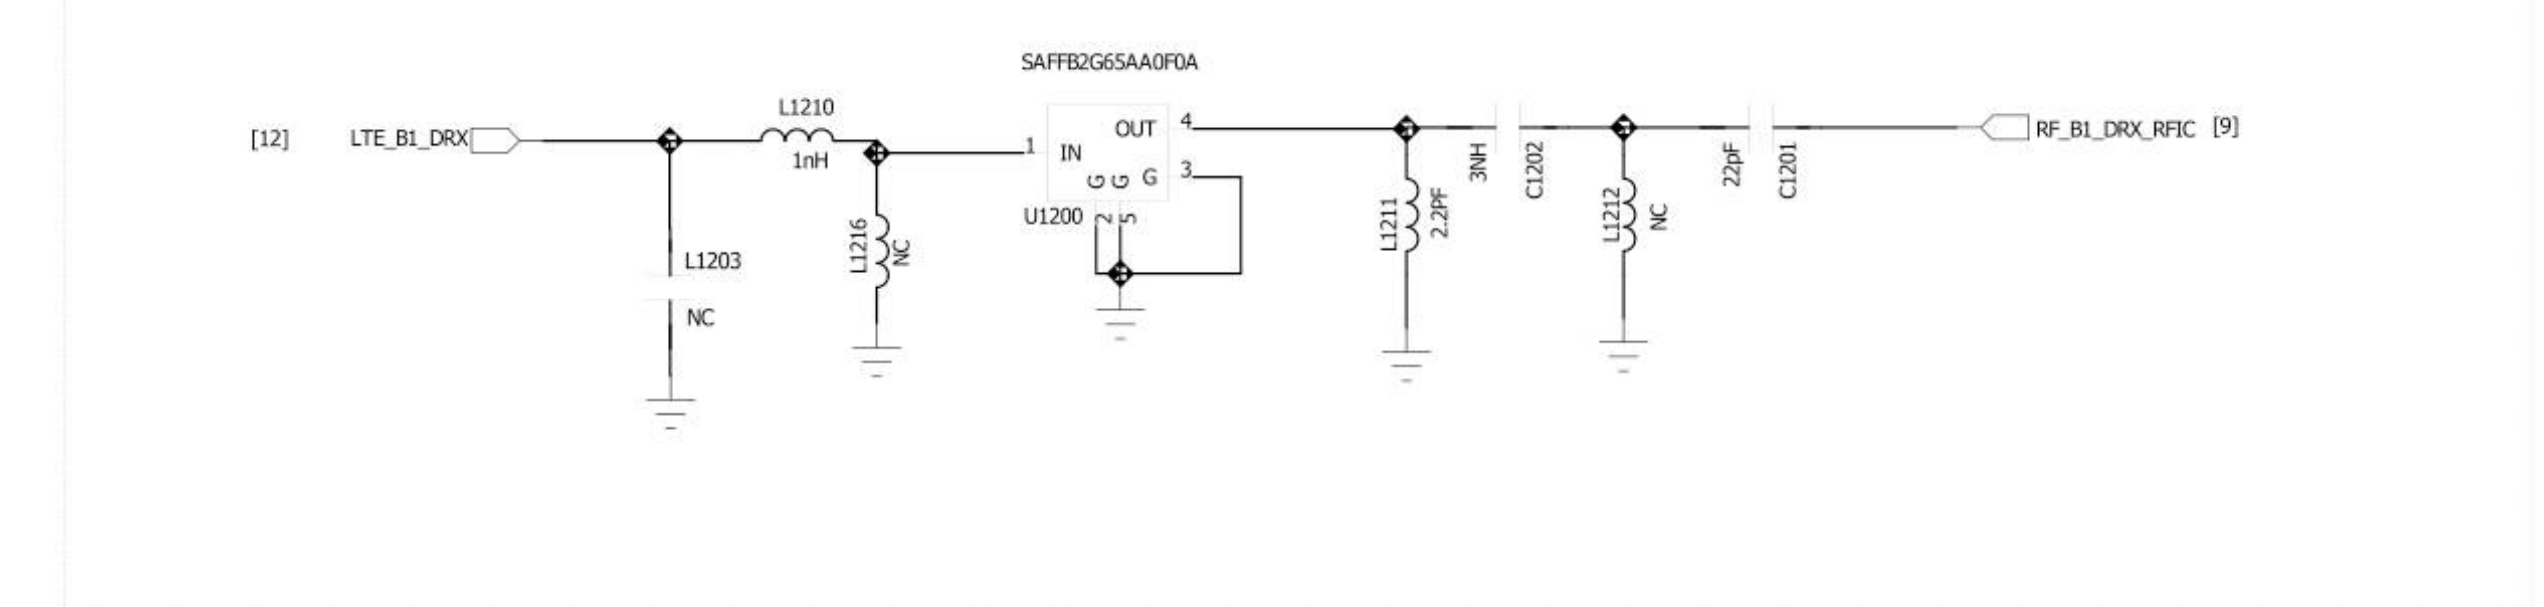 SAFFB2G65AA0F0A
L1210
[12]
LTE_B1_DRX
1nH
1
IN
OUT
4
G
G
G
3
U1200
2
5
L1203
NC
L1216
NC
L1211
2.2PF
3NH
C1202
L1212
NC
22pF
C1201
RF_B1_DRX_RFIC
[9]